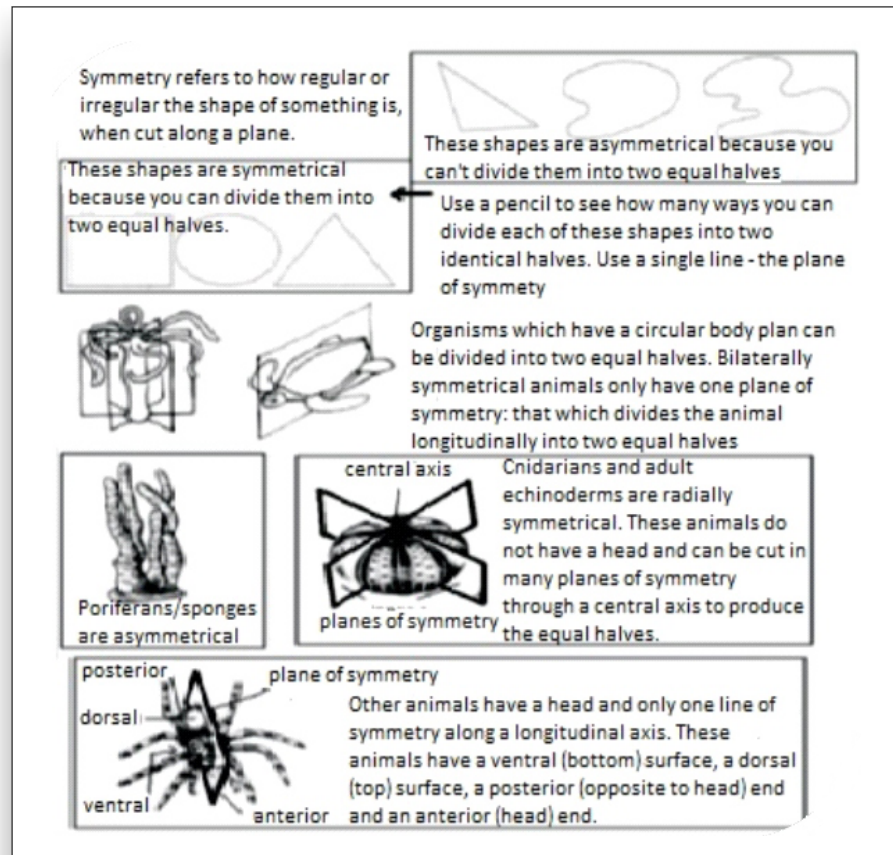 Symmetry refers to how regular or
irregular the shape of something is,
when cut along a plane.
These shapes are asymmetrical because you
can't divide them into two equal halves
These shapes are symmetrical
because you can divide them into
two equal halves.
Use a pencil to see how many ways you can
divide each of these shapes into two
identical halves. Use a single line - the plane
of symmety
Organisms which have a circular body plan can
be divided into two equal halves. Bilaterally
symmetrical animals only have one plane of
symmetry: that which divides the animal
longitudinally into two equal halves
Poriferans/sponges
are asymmetrical
central axis
planes of symmetry
Cnidarians and adult
echinoderms are radially
symmetrical. These animals do
not have a head and can be cut in
many planes of symmetry
through a central axis to produce
the equal halves.
posterior
plane of symmetry
dorsal
ventral
anterior
Other animals have a head and only one line of
symmetry along a longitudinal axis. These
animals have a ventral (bottom) surface, a dorsal
(top) surface, a posterior (opposite to head) end
and an anterior (head) end.